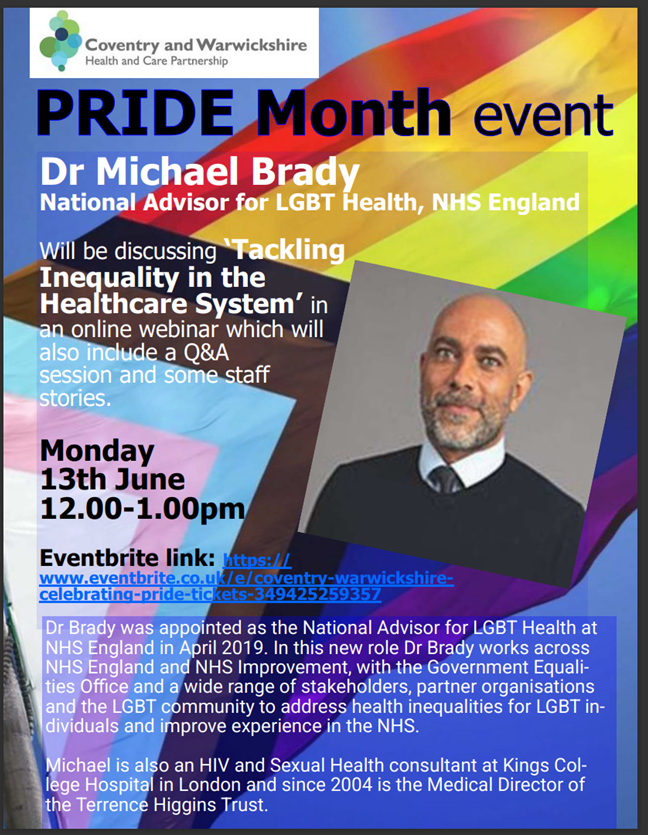 Coventry and Warwickshire
Health and Care Partnership
PRIDE Month event
Dr Michael Brady
National Advisor for LGBT Health, NHS England
Will be discussing ‘Tackling
Inequality in the
Healthcare System’ in
an online webinar which will
also include a Q&A
session and some staff
stories.
Monday
13th June
12.00-1.00pm
Eventbrite link: https://
www.eventbrite.co.uk/e/coventry-warwickshire-
celebrating-pride-tickets-349425259357
Dr Brady was appointed as the National Advisor for LGBT Health at
NHS England in April 2019. In this new role Dr Brady works across
NHS England and NHS Improvement, with the Government Equali-
ties Office and a wide range of stakeholders, partner organisations
and the LGBT community to address health inequalities for LGBT in-
dividuals and improve experience in the NHS.
Michael is also an HIV and Sexual Health consultant at Kings Col-
lege Hospital in London and since 2004 is the Medical Director of
the Terrence Higgins Trust.